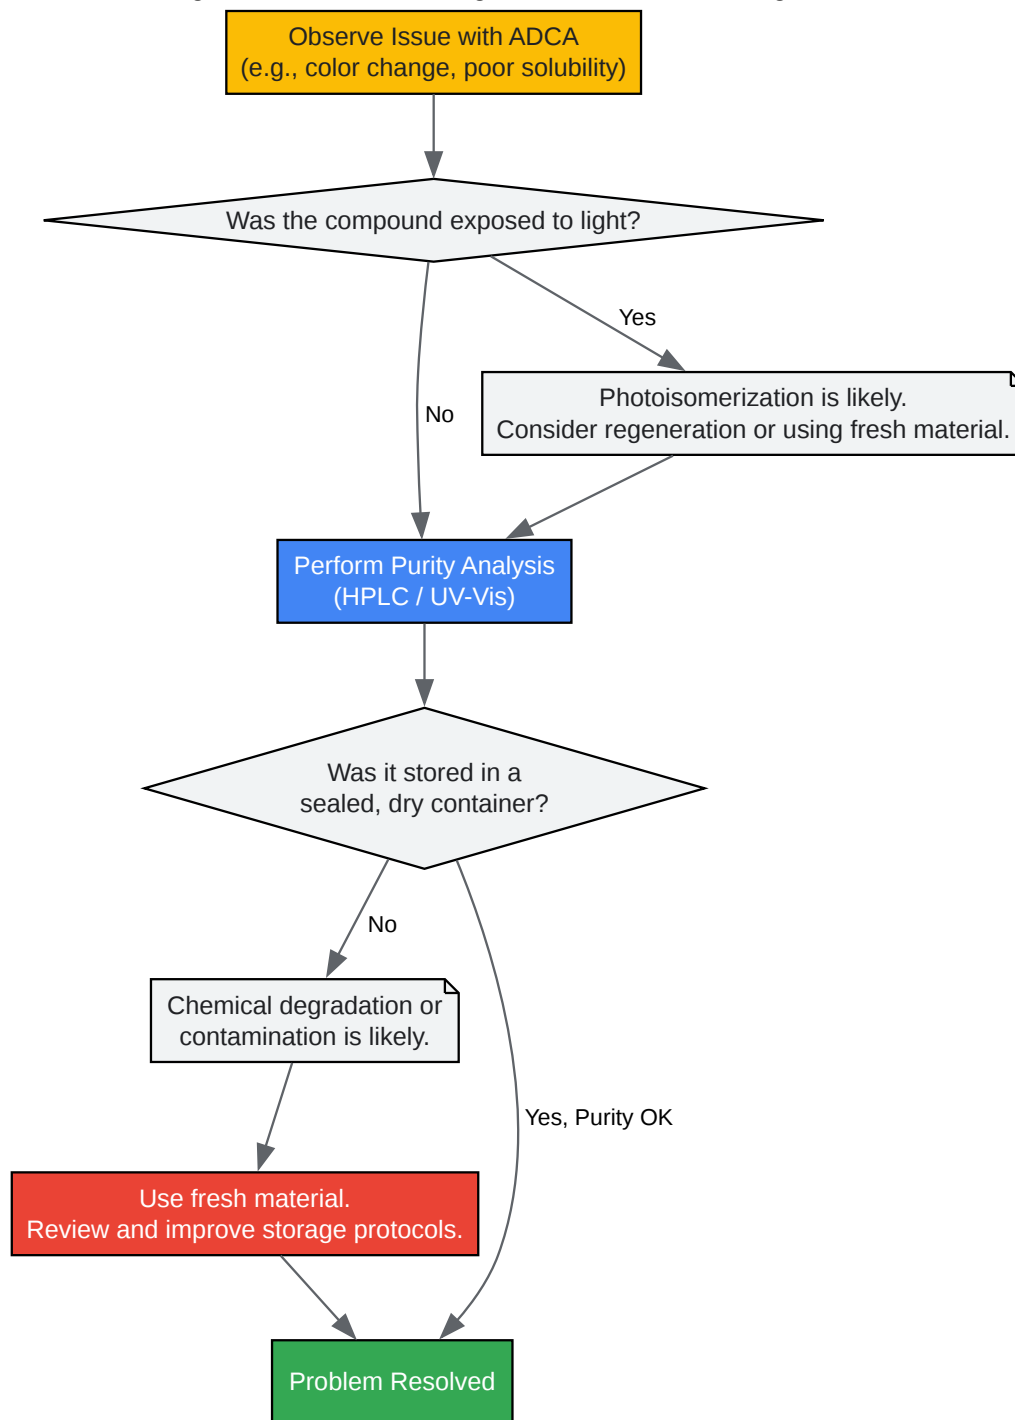 Observe Issue with ADCA
(e.g., color change, poor solubility)
Was the compound exposed to light?
Yes
No
Photoisomerization is likely.
Consider regeneration or using fresh material.
Perform Purity Analysis
(HPLC / UV-Vis)
Was it stored in a
sealed, dry container?
No
Chemical degradation or
contamination is likely.
Yes, Purity OK
Use fresh material.
Review and improve storage protocols.
Problem Resolved